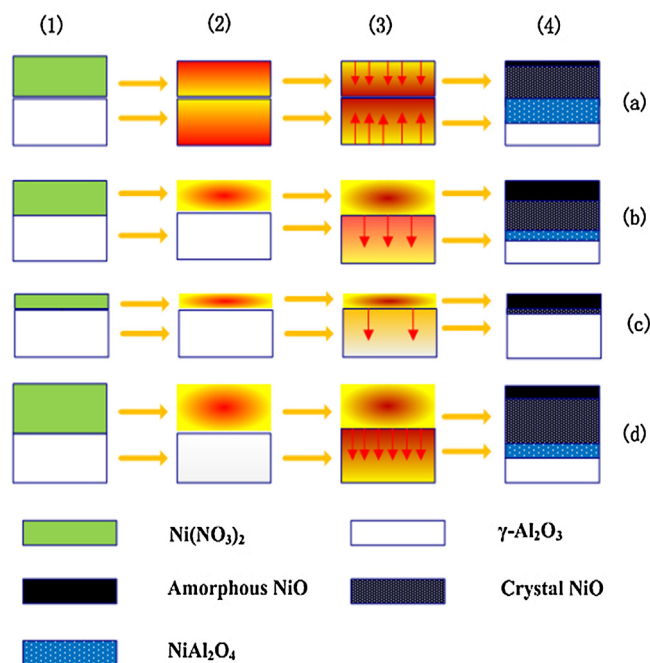 (1) (2) (3) (4)
(a)
(b)
(c)
(d)
Ni(NO₃)₂ γ-Al₂O₃
Amorphous NiO Crystal NiO
NiAl₂O₄